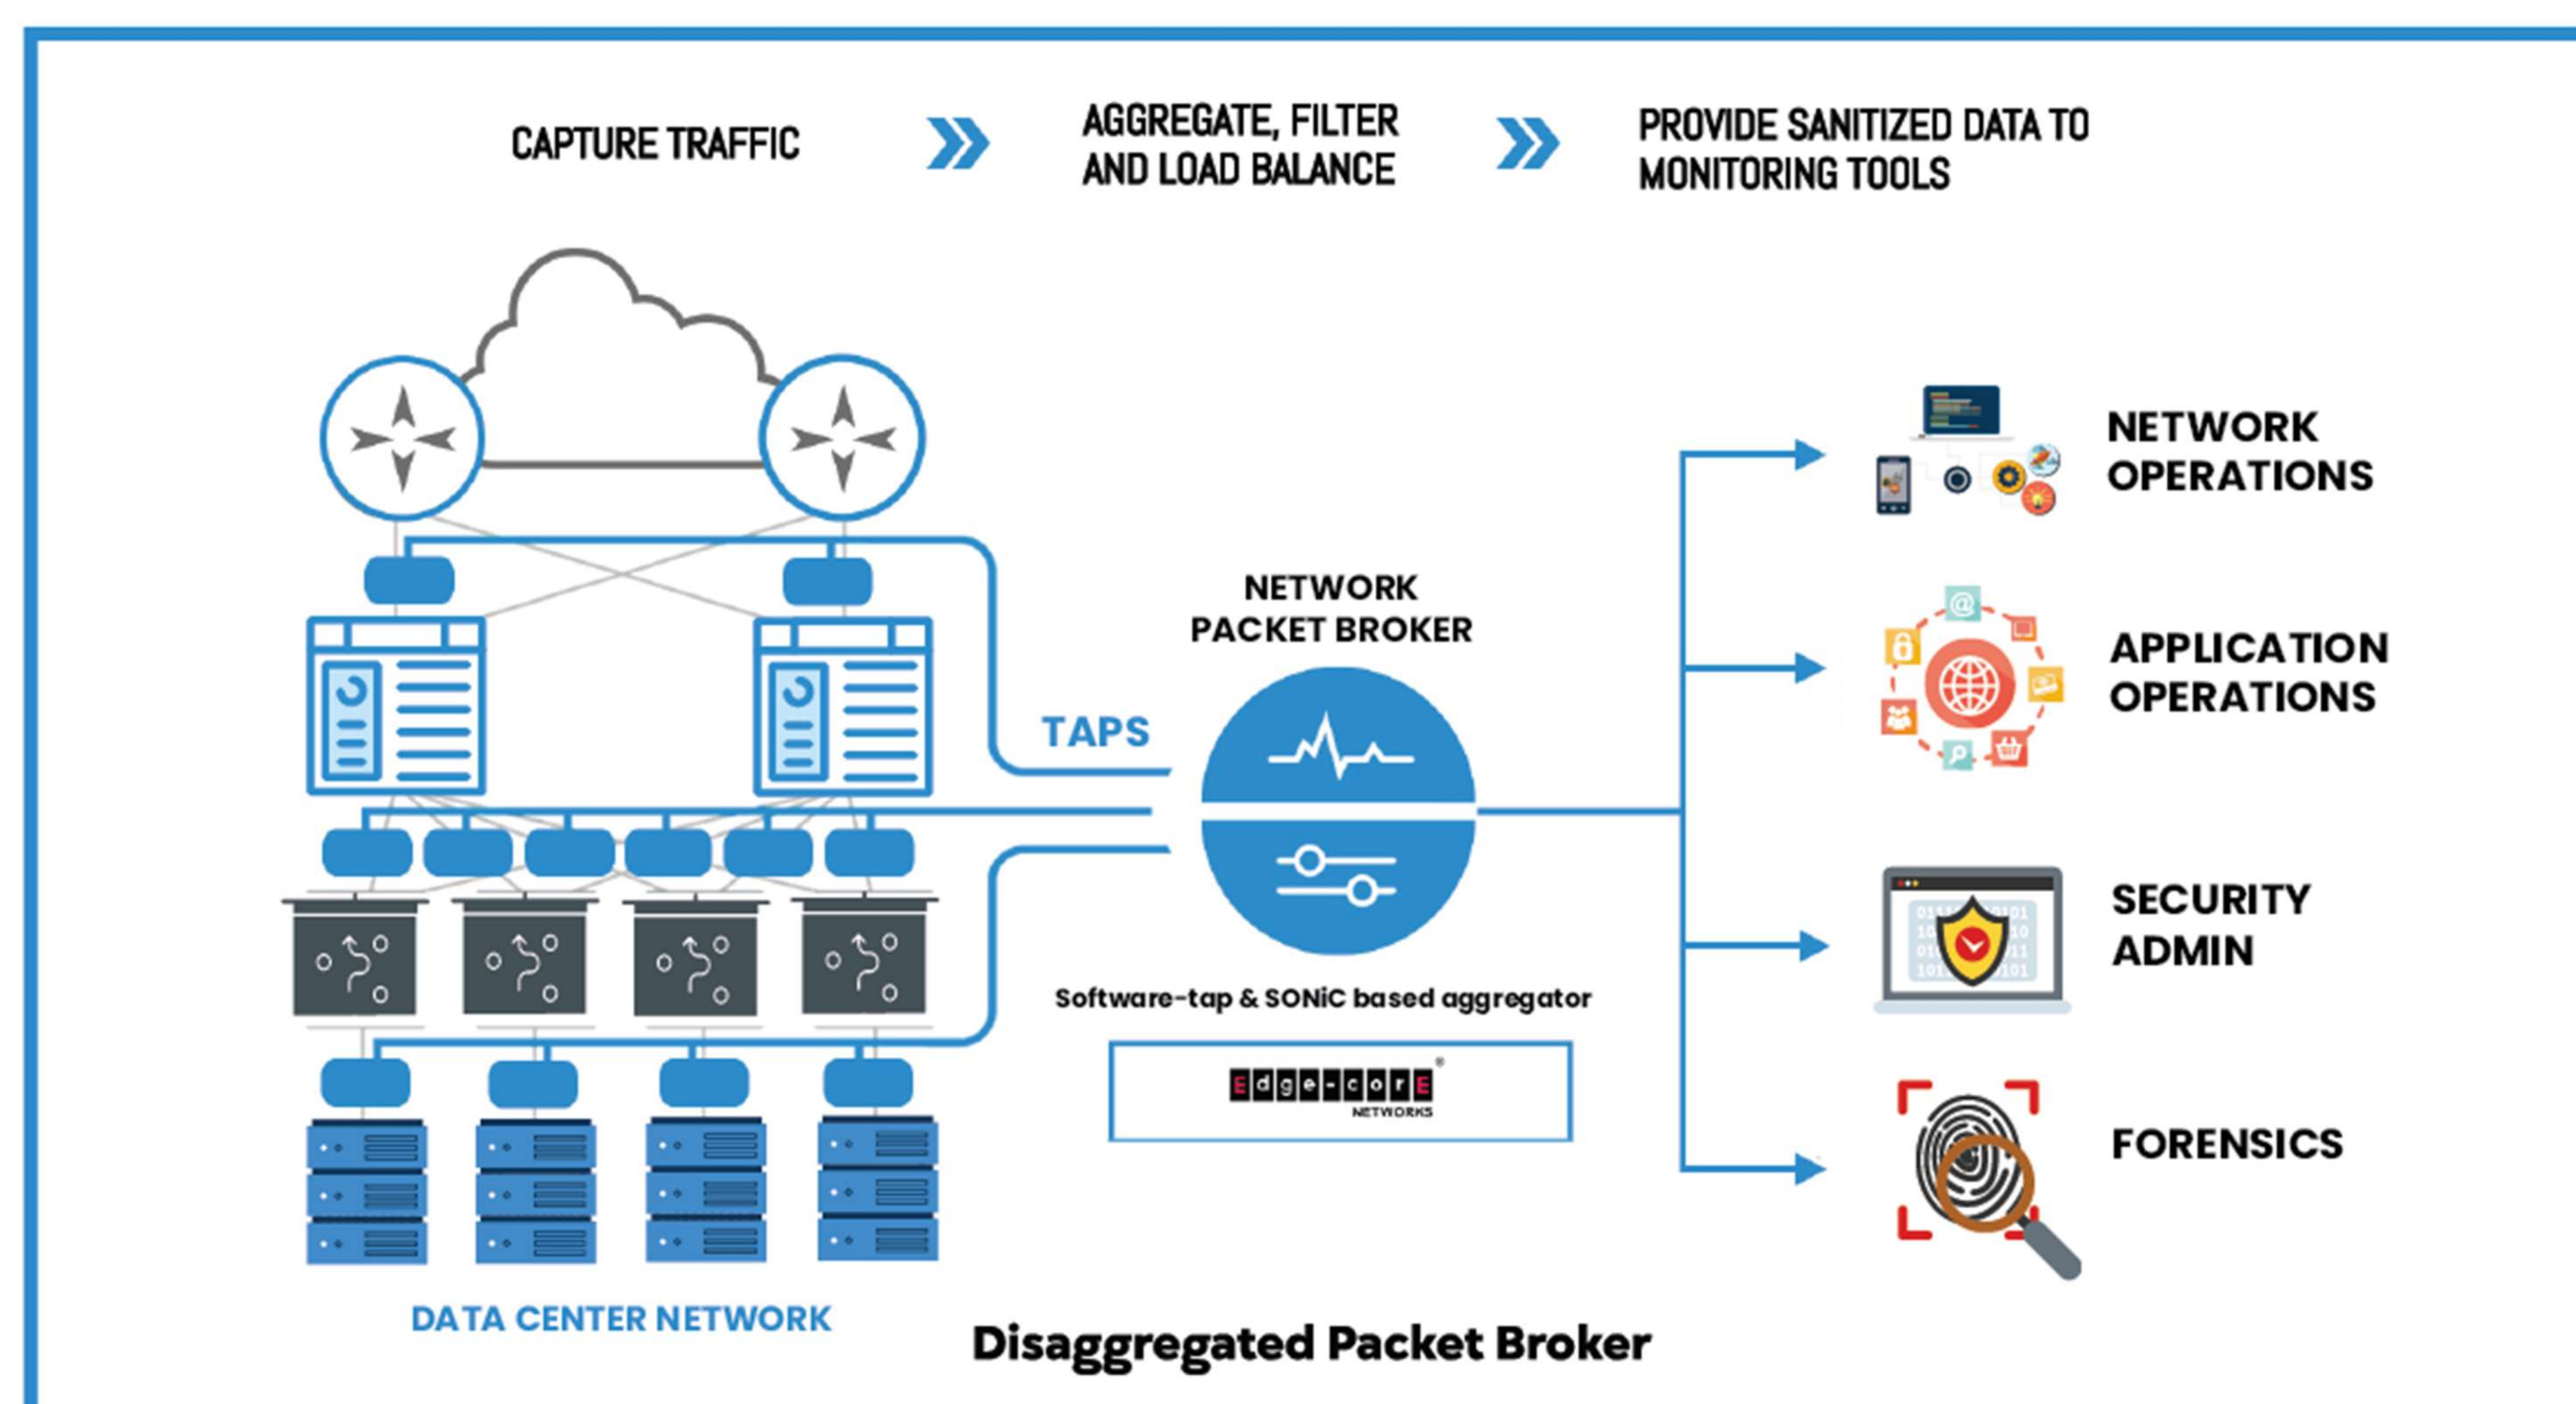 CAPTURE TRAFFIC
AGGREGATE, FILTER
AND LOAD BALANCE
PROVIDE SANITIZED DATA TO
MONITORING TOOLS
NETWORK
OPERATIONS
NETWORK
PACKET BROKER
APPLICATION
OPERATIONS
TAPS
SECURITY
ADMIN
Software-tap & SONiC based aggregator
Edge-corE®
NETWORKS
FORENSICS
DATA CENTER NETWORK
Disaggregated Packet Broker